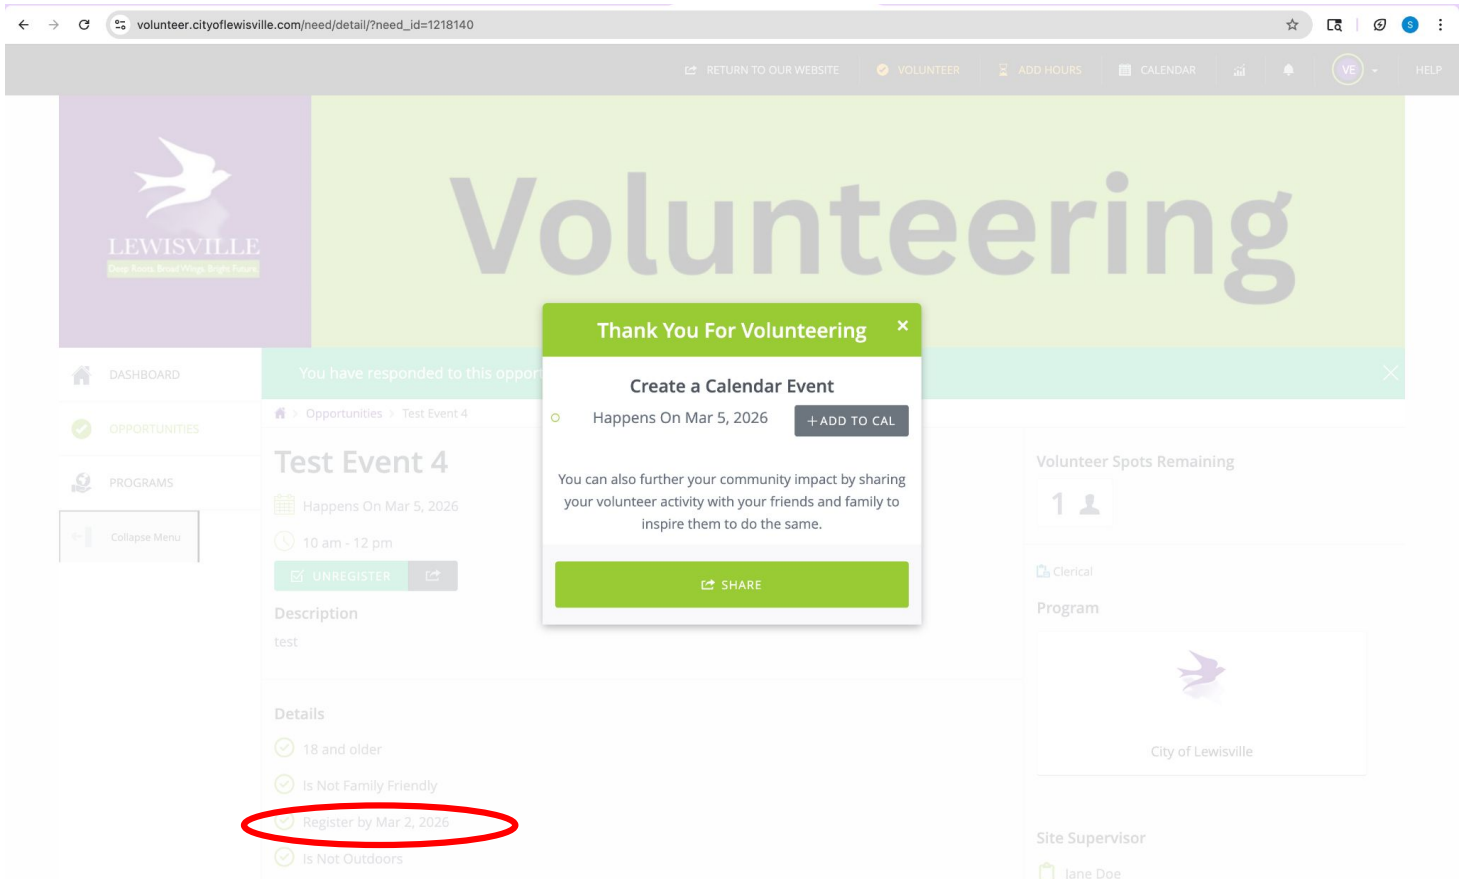 volunteer.cityoflewisville.com/need/detail/?need_id=1218140
S
RETURN TO OUR WEBSITE
VOLUNTEER
ADD HOURS
CALENDAR
VE
HELP
LEWISVILLE
Deep Roots. Broad Wings. Bright Future.
Volunteering
Thank You For Volunteering
Create a Calendar Event
Happens On Mar 5, 2026
+ADD TO CAL
You can also further your community impact by sharing
your volunteer activity with your friends and family to
inspire them to do the same.
SHARE
DASHBOARD
OPPORTUNITIES
PROGRAMS
Collapse Menu
You have responded to this oppor
Opportunities > Test Event 4
Test Event 4
Happens On Mar 5, 2026
10 am - 12 pm
UNREGISTER
Description
test
Details
18 and older
Is Not Family Friendly
Register by Mar 2, 2026
Is Not Outdoors
Volunteer Spots Remaining
1
Clerical
Program
City of Lewisville
Site Supervisor
Jane Doe